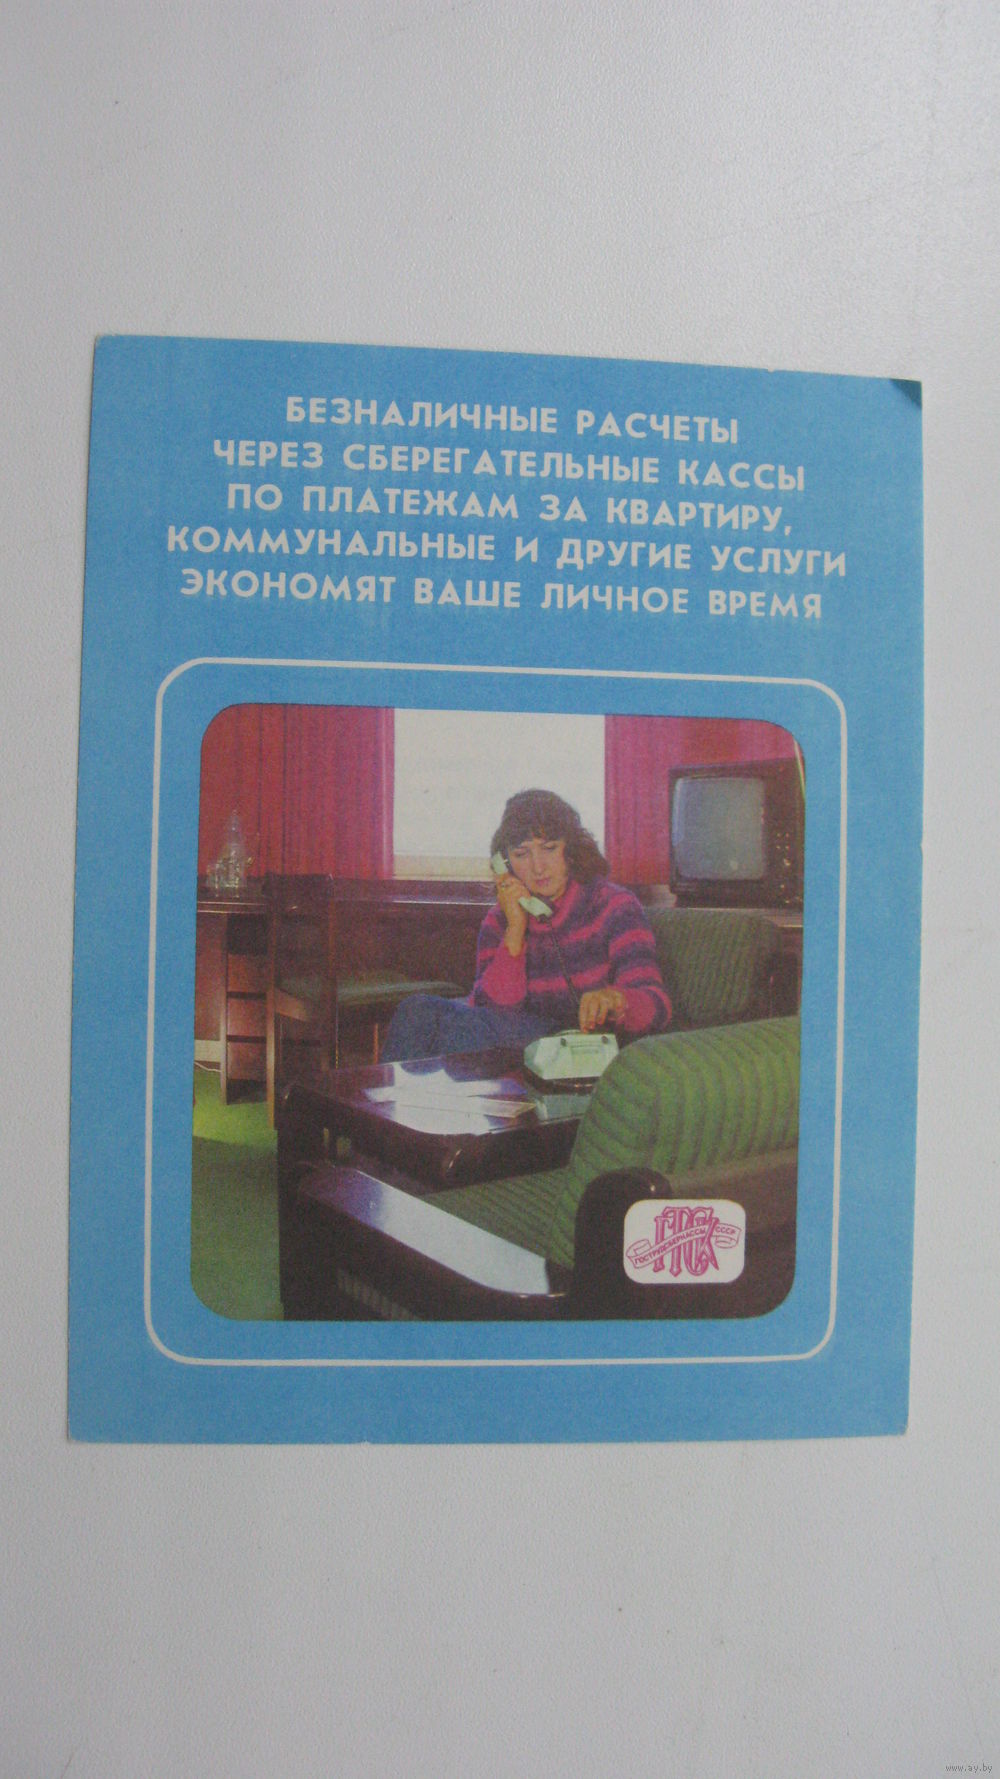 БЕЗНАЛИЧНЫЕ РАСЧЕТЫ
ЧЕРЕЗ СБЕРЕГАТЕЛЬНЫЕ КАССЫ
ПО ПЛАТЕЖАМ ЗА КВАРТИРУ,
КОММУНАЛЬНЫЕ И ДРУГИЕ УСЛУГИ
ЭКОНОМЯТ ВАШЕ ЛИЧНОЕ ВРЕМЯ
ГТСК
ГОСТРУДСБЕРКАССЫ СССР
www.ay.by